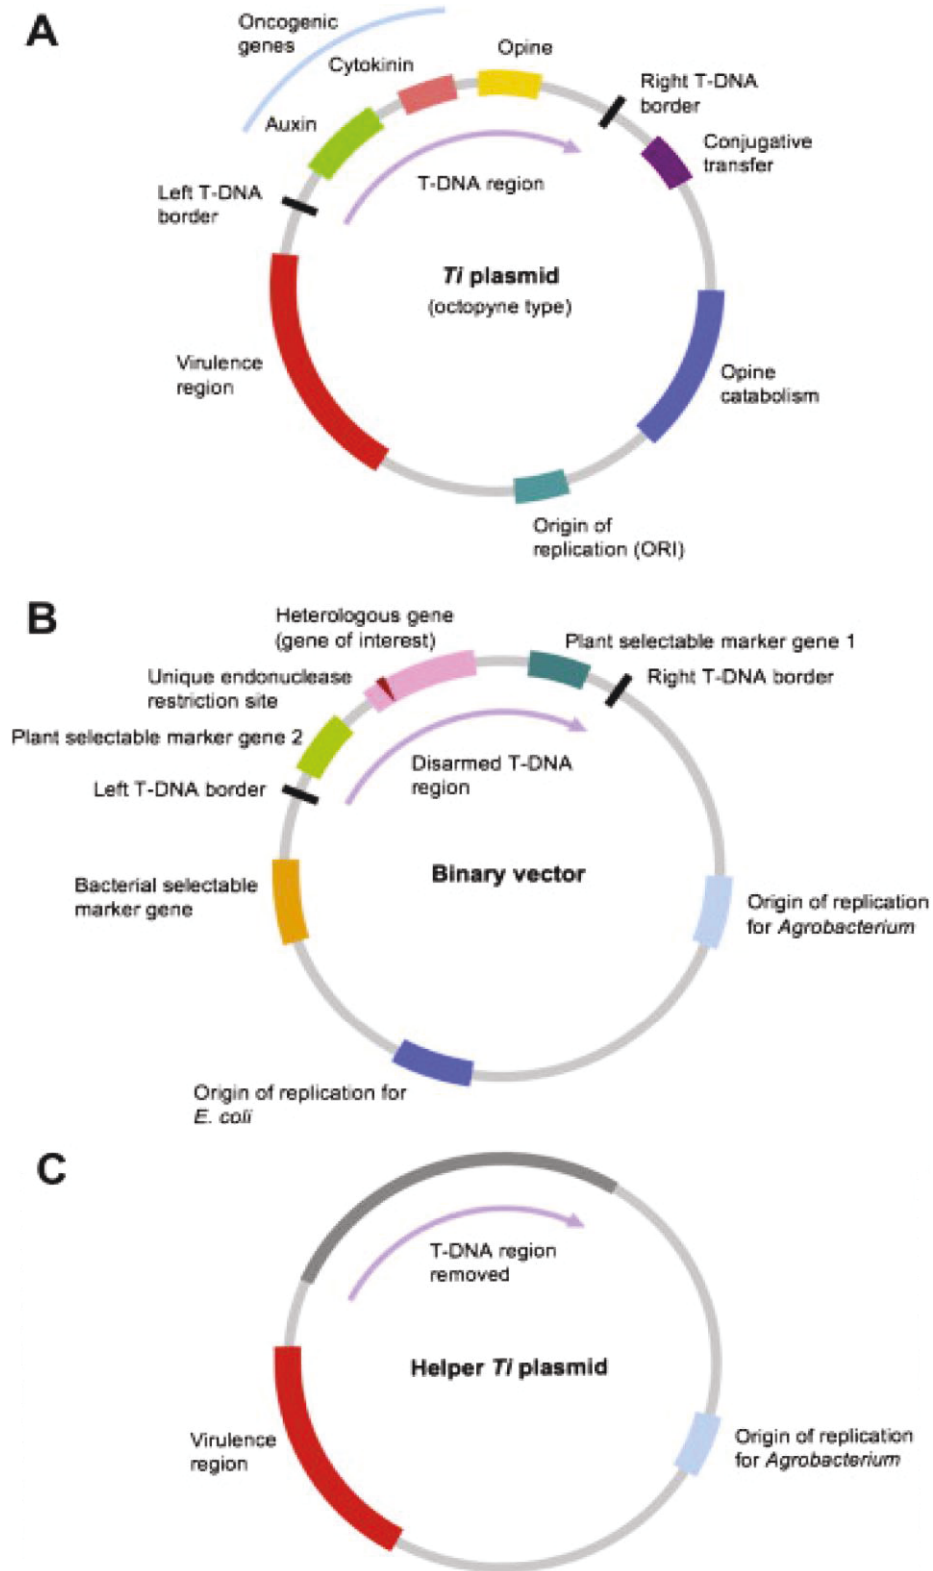 A
Oncogenic
genes
Cytokinin
Opine
Auxin
Right T-DNA
border
Conjugative
transfer
T-DNA region
Left T-DNA
border
Ti plasmid
(octopyne type)
Virulence
region
Opine
catabolism
Origin of
replication (ORI)
B
Heterologous gene
(gene of interest)
Plant selectable marker gene 1
Unique endonuclease
restriction site
Right T-DNA border
Plant selectable marker gene 2
Disarmed T-DNA
region
Left T-DNA border
Binary vector
Bacterial selectable
marker gene
Origin of replication
for Agrobacterium
Origin of replication for
E. coli
C
T-DNA region
removed
Helper Ti plasmid
Virulence
region
Origin of replication
for Agrobacterium